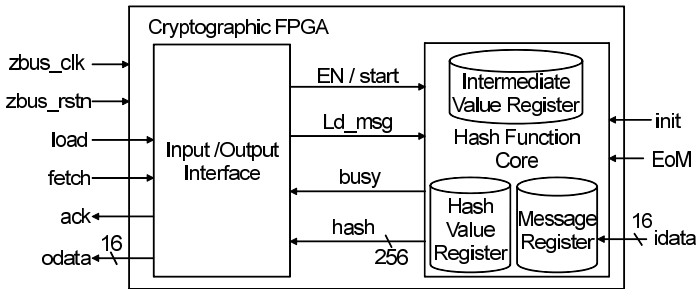 Cryptographic FPGA
zbus_clk
zbus_rstn
load
fetch
ack
odata
16
Input /Output
Interface
EN / start
Ld_msg
busy
hash
256
Intermediate
Value Register
Hash Function
Core
Hash
Value
Register
Message
Register
init
EoM
16
idata